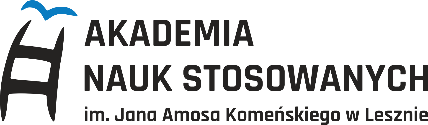 AKADEMIA
NAUK STOSOWANYCH
im. Jana Amosa Komeńskiego w Lesznie